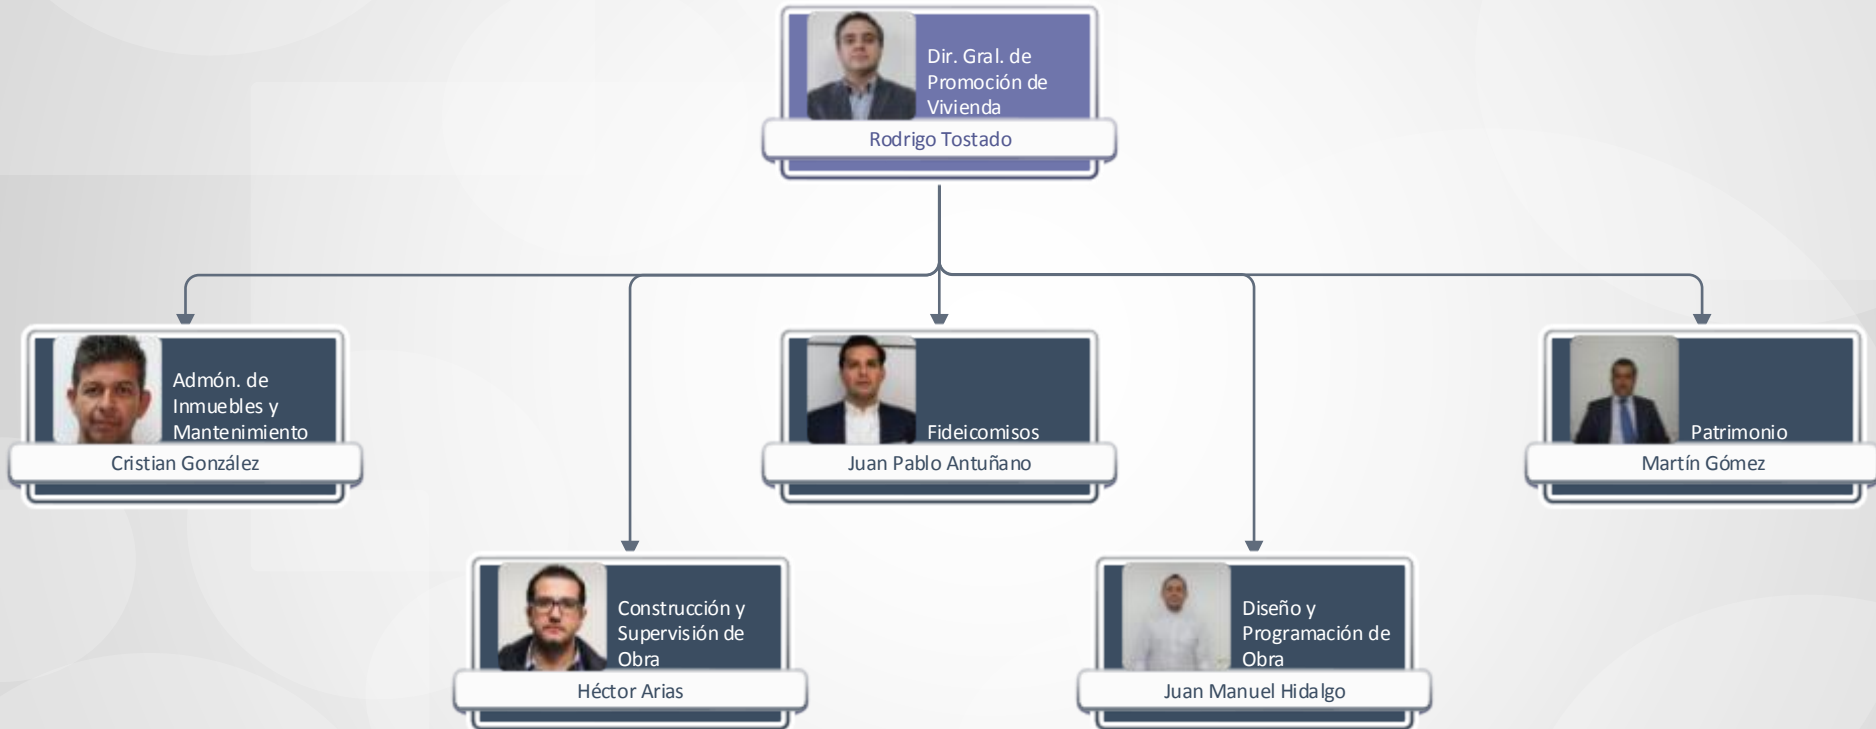 Dir. Gral. de
Promoción de
Vivienda
Rodrigo Tostado
Admón. de
Inmuebles y
Mantenimiento
Cristian González
Fideicomisos
Juan Pablo Antuñano
Patrimonio
Martín Gómez
Construcción y
Supervisión de
Obra
Héctor Arias
Diseño y
Programación de
Obra
Juan Manuel Hidalgo